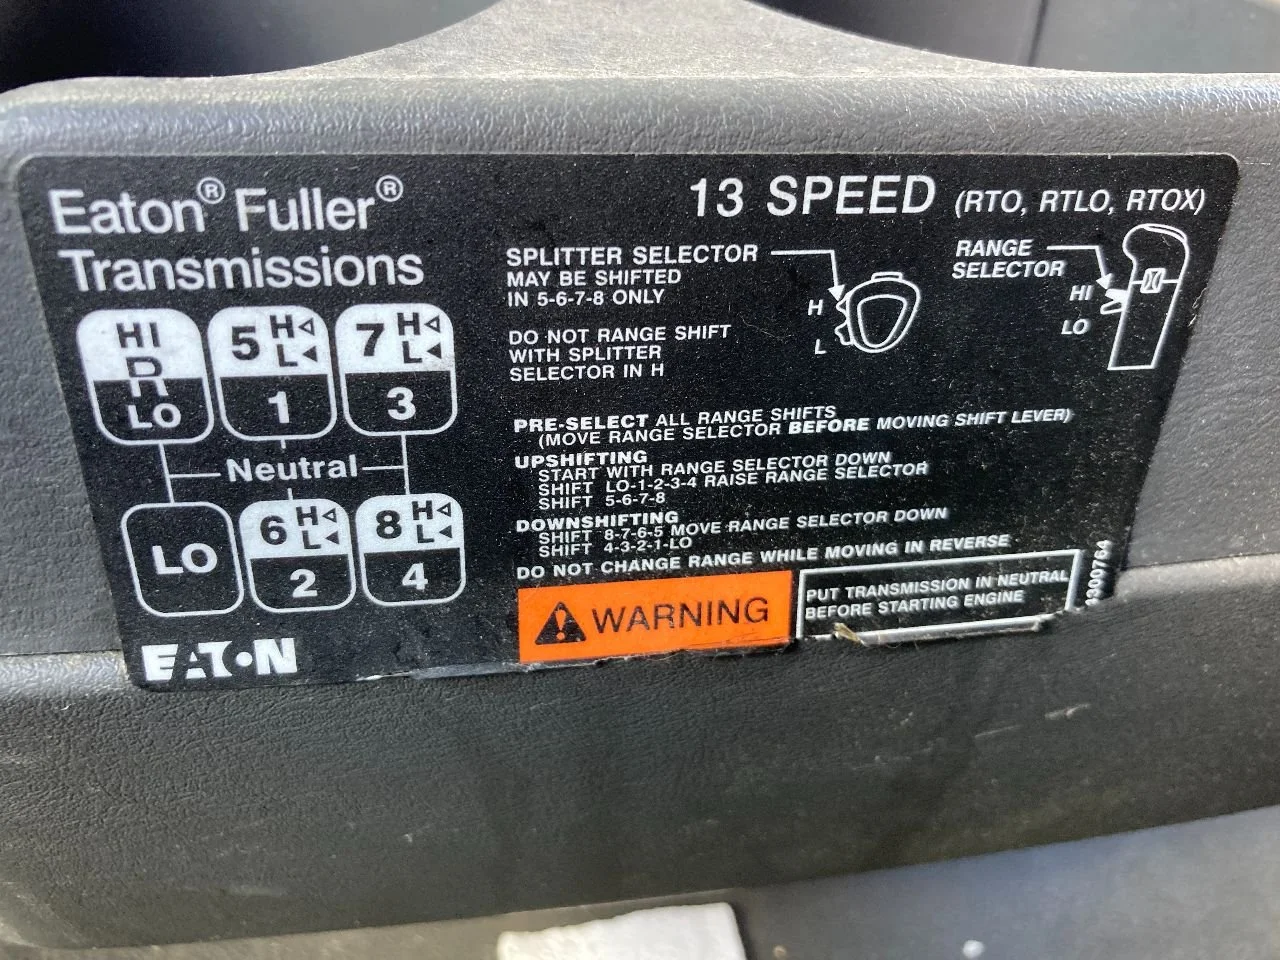 Eaton® Fuller®
Transmissions
13 SPEED (RTO, RTLO, RTOX)
HI
R
LO
5 H L
1
7 H L
3
Neutral
LO
6 H L
2
8 H L
4
EATON
SPLITTER SELECTOR
MAY BE SHIFTED
IN 5-6-7-8 ONLY
H
L
RANGE
SELECTOR
HI
LO
DO NOT RANGE SHIFT
WITH SPLITTER
SELECTOR IN H
PRE-SELECT ALL RANGE SHIFTS
(MOVE RANGE SELECTOR BEFORE MOVING SHIFT LEVER)
UPSHIFTING
START WITH RANGE SELECTOR DOWN
SHIFT LO-1-2-3-4 RAISE RANGE SELECTOR
SHIFT 5-6-7-8
DOWNSHIFTING
SHIFT 8-7-6-5 MOVE RANGE SELECTOR DOWN
SHIFT 4-3-2-1-LO
DO NOT CHANGE RANGE WHILE MOVING IN REVERSE
WARNING
PUT TRANSMISSION IN NEUTRAL
BEFORE STARTING ENGINE